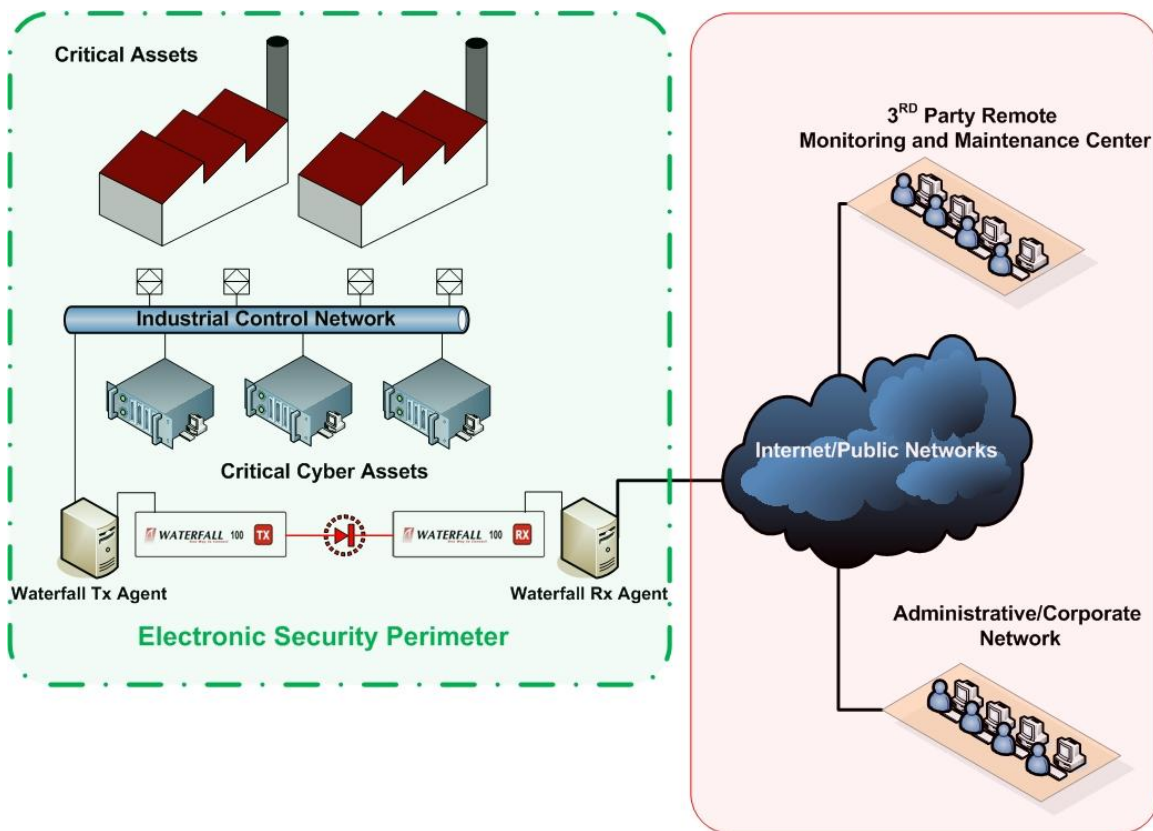 Critical Assets
3RD Party Remote
Monitoring and Maintenance Center
Industrial Control Network
Internet/Public Networks
Critical Cyber Assets
WATERFALL 100 TX
WATERFALL 100 RX
Waterfall Tx Agent
Waterfall Rx Agent
Electronic Security Perimeter
Administrative/Corporate
Network